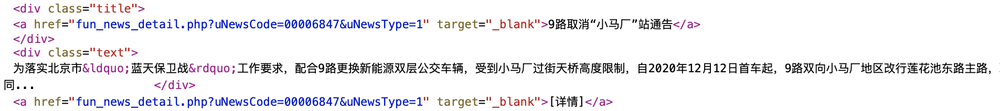 <div class="title">
<a href="fun_news_detail.php?uNewsCode=00006847&uNewsType=1" target="_blank">9路取消“小马厂”站通告</a>
</div>
<div class="text">
为落实北京市&ldquo;蓝天保卫战&rdquo;工作要求，配合9路更换新能源双层公交车辆，受到小马厂过街天桥高度限制，自2020年12月12日首车起，9路双向小马厂地区改行莲花池东路主路，
同... </div>
<a href="fun_news_detail.php?uNewsCode=00006847&uNewsType=1" target="_blank">[详情]</a>